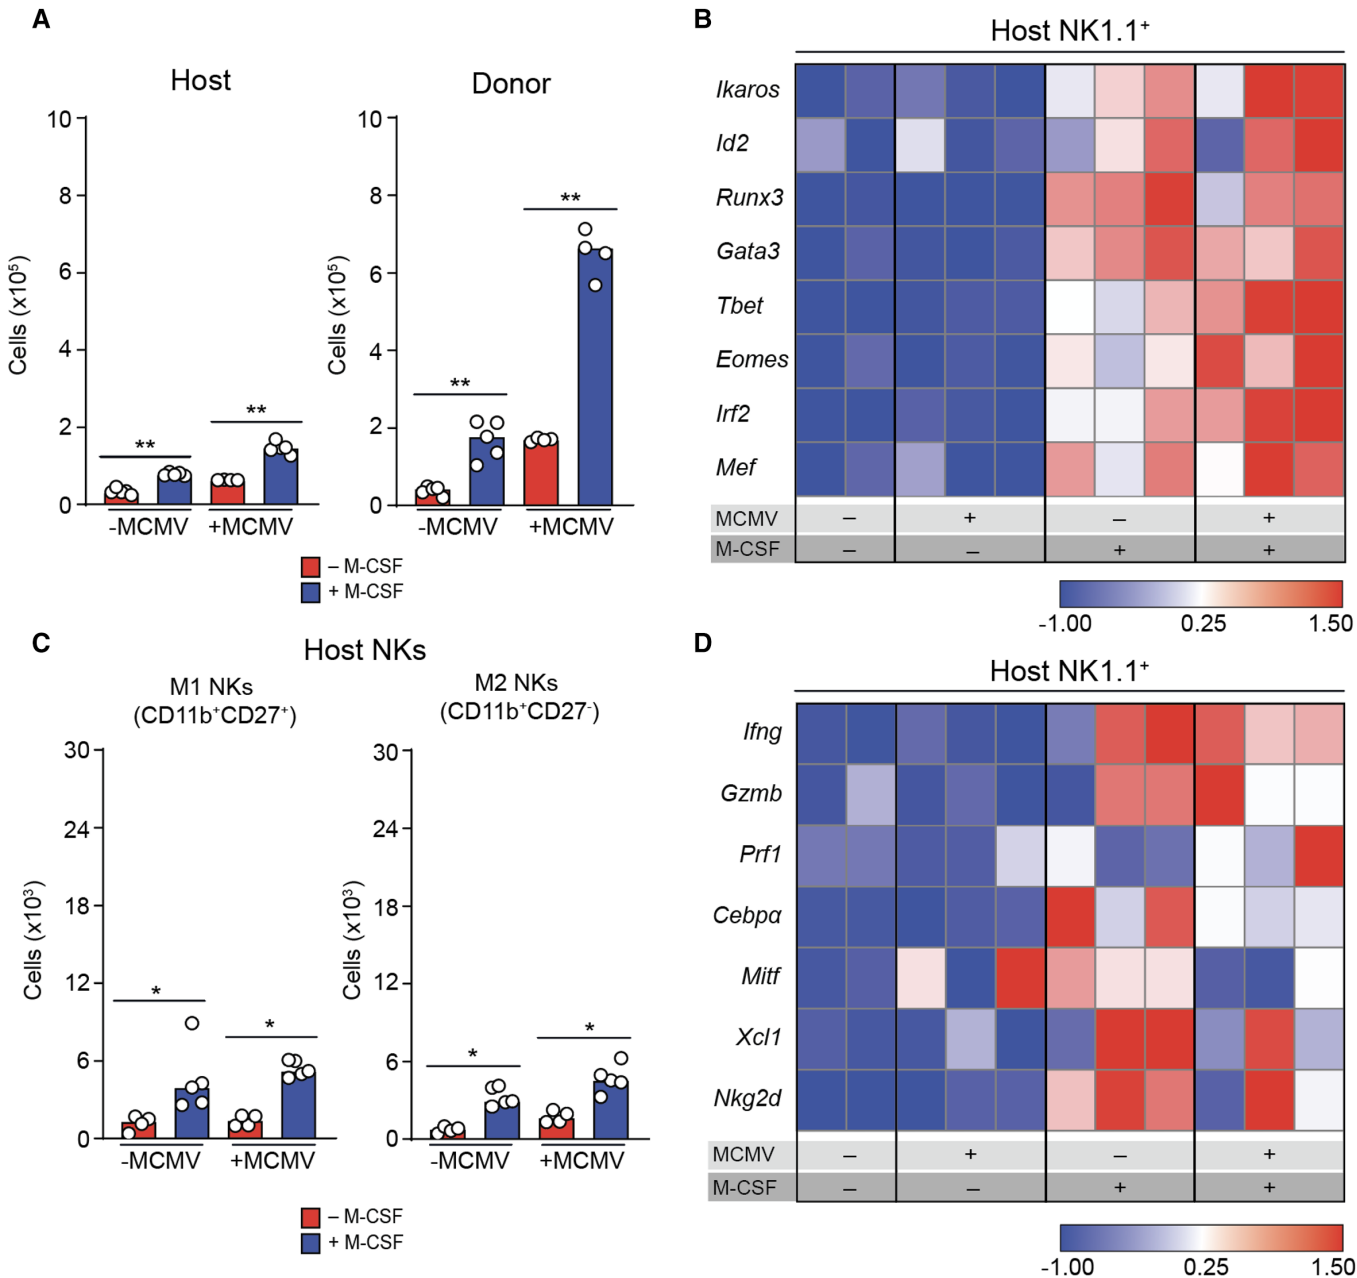 A
Host
Donor
Cells (x10⁵)
10
8
6
4
2
0
**
**
-MCMV
+MCMV
Cells (x10⁵)
10
8
6
4
2
0
**
**
-MCMV
+MCMV
– M-CSF
+ M-CSF
B
Host NK1.1⁺
Ikaros
Id2
Runx3
Gata3
Tbet
Eomes
Irf2
Mef
MCMV – + – +
M-CSF – – + +
-1.00 0.25 1.50
C
Host NKs
M1 NKs
(CD11b⁺CD27⁺)
M2 NKs
(CD11b⁺CD27⁻)
Cells (x10³)
30
24
18
12
6
0
*
*
-MCMV
+MCMV
Cells (x10³)
30
24
18
12
6
0
*
*
-MCMV
+MCMV
– M-CSF
+ M-CSF
D
Host NK1.1⁺
Ifng
Gzmb
Prf1
Cebpα
Mitf
Xcl1
Nkg2d
MCMV – + – +
M-CSF – – + +
-1.00 0.25 1.50